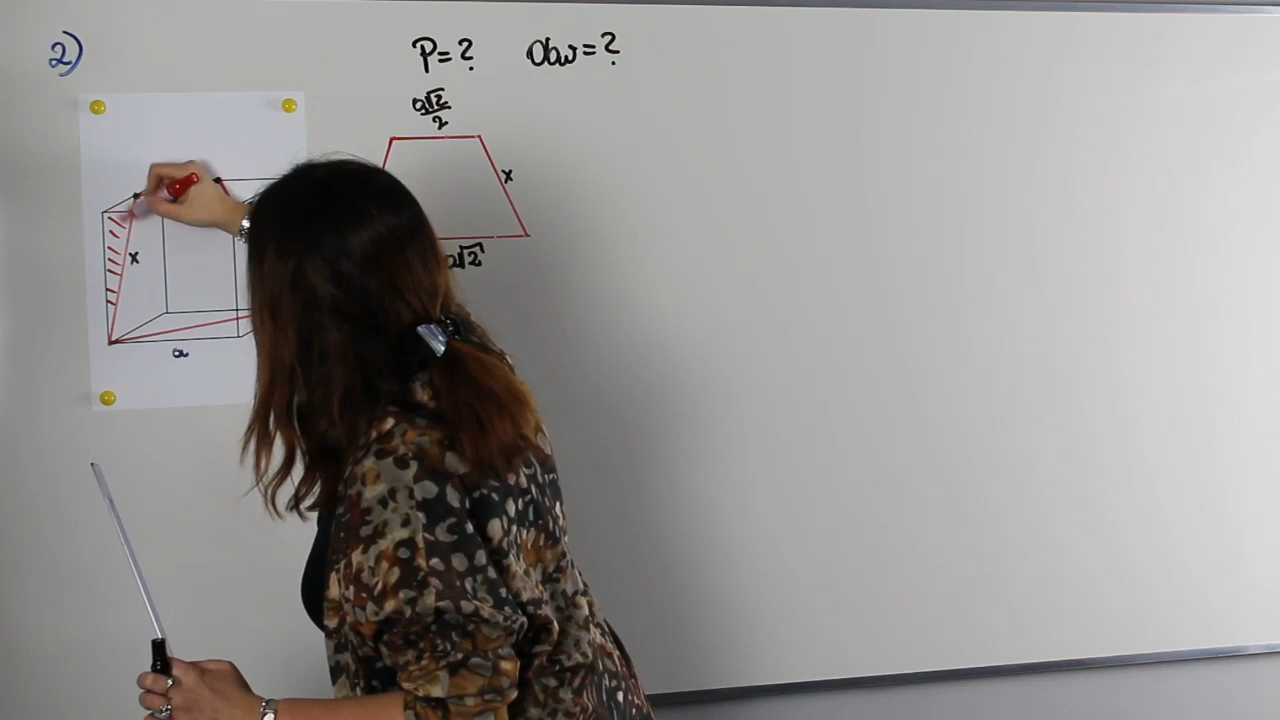 2)
P=? Obw=?
a√2/2
x
a√2
x
a